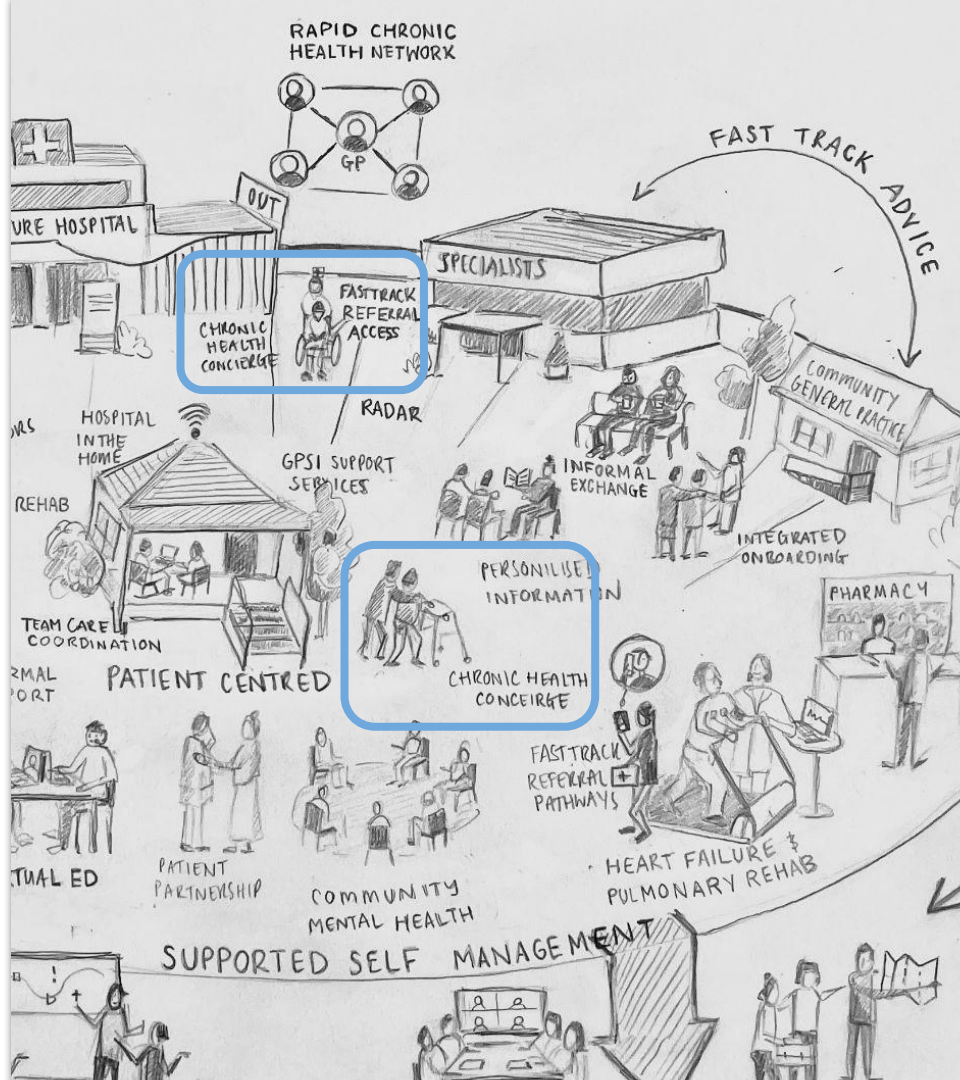 RAPID CHRONIC
HEALTH NETWORK
GP
FAST TRACK ADVICE
OUT
URE HOSPITAL
SPECIALISTS
FASTTRACK
REFERRAL
ACCESS
CHRONIC
HEALTH
CONCIERGE
RADAR
COMMUNITY
GENERAL PRACTICE
HOSPITAL
IN THE
HOME
ORS
GPSI SUPPORT
SERVICES
INFORMAL
EXCHANGE
REHAB
INTEGRATED
ONBOARDING
PERSONILISED
INFORMATION
PHARMACY
TEAM CARE
COORDINATION
RMAL
PORT
PATIENT CENTRED
CHRONIC HEALTH
CONCEIRGE
FAST TRACK
REFERRAL
PATHWAYS
TUAL ED
PATIENT
PARTNERSHIP
COMMUNITY
MENTAL HEALTH
HEART FAILURE &
PULMONARY REHAB
SUPPORTED SELF MANAGEMENT